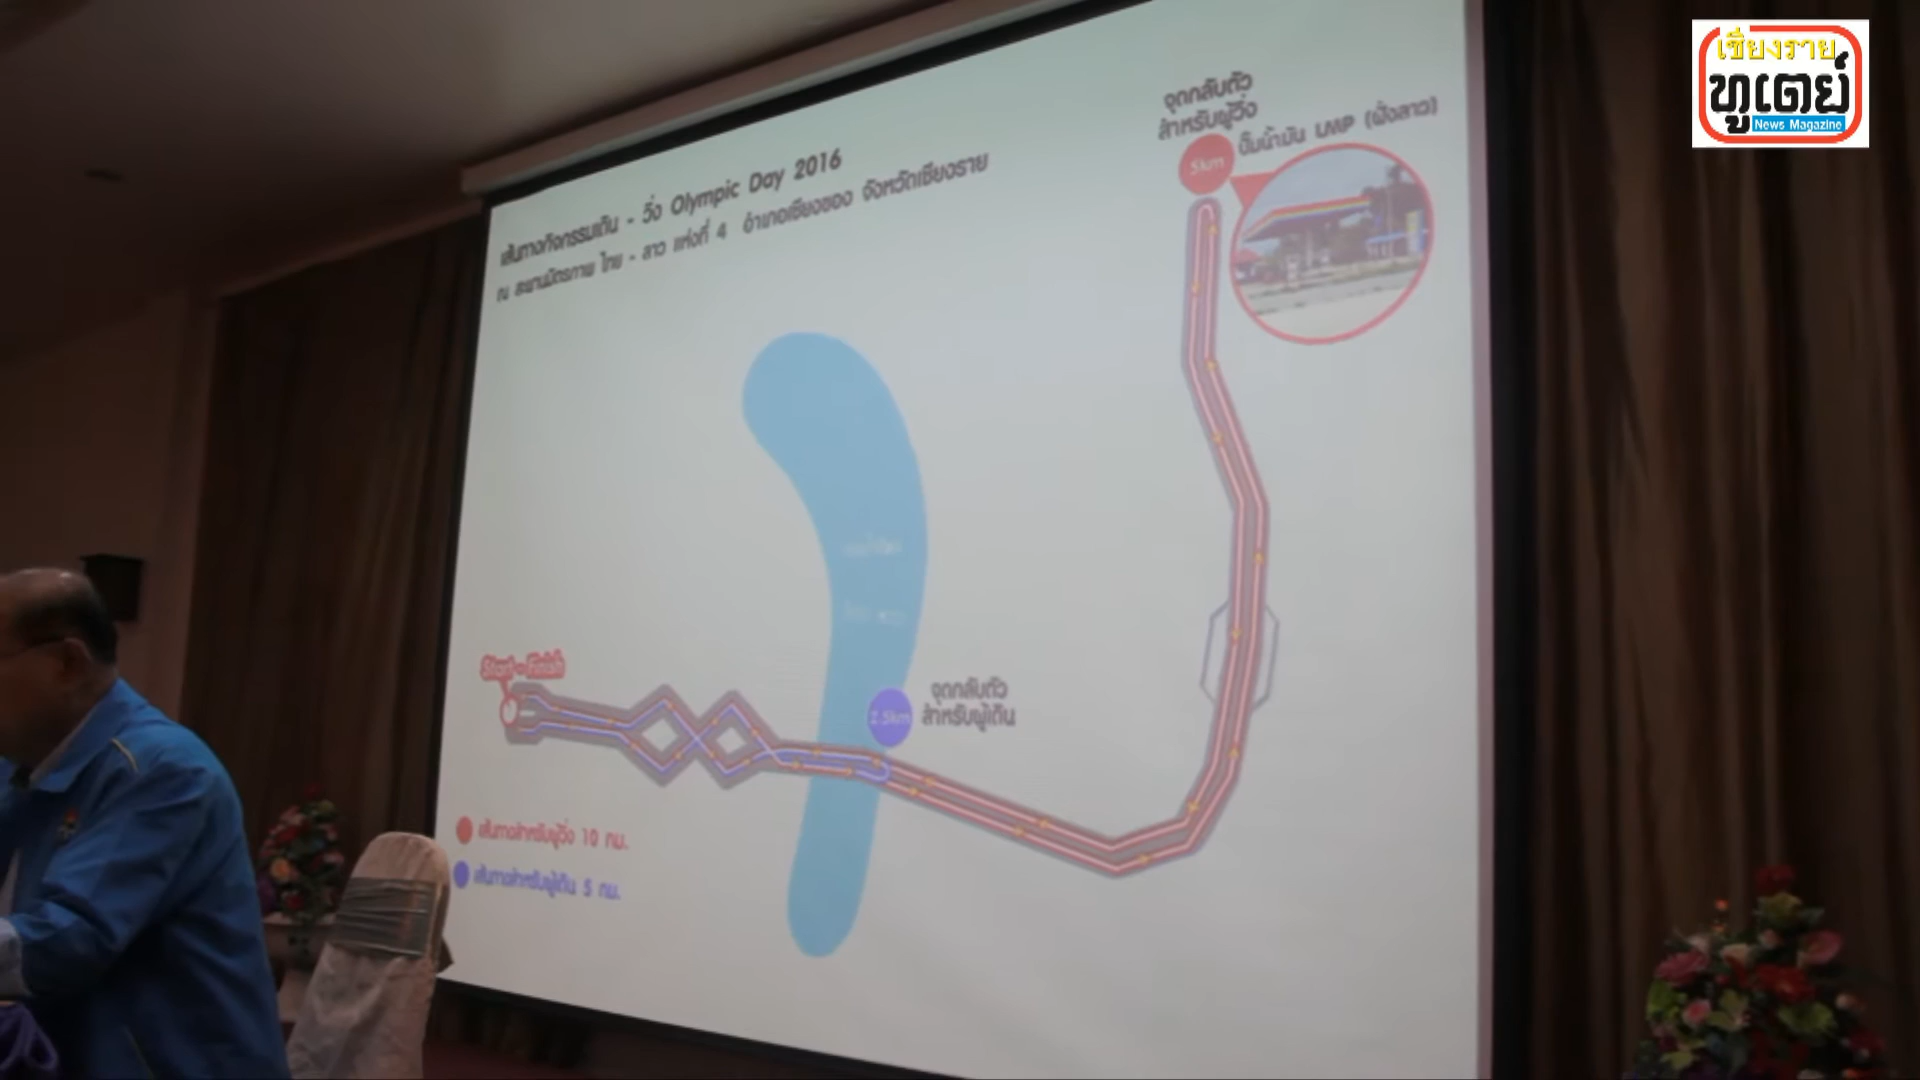 เส้นทางกิจกรรมเดิน - วิ่ง Olympic Day 2016
ณ สะพานมิตรภาพ ไทย - ลาว แห่งที่ 4 อำเภอเชียงของ จังหวัดเชียงราย
จุดกลับตัว
สำหรับผู้วิ่ง
5km
ปั๊มน้ำมัน LMP (ฝั่งลาว)
Start - Finish
2.5km
จุดกลับตัว
สำหรับผู้เดิน
เส้นทางสำหรับผู้วิ่ง 10 กม.
เส้นทางสำหรับผู้เดิน 5 กม.
เชียงราย
ทูเดย์
News Magazine